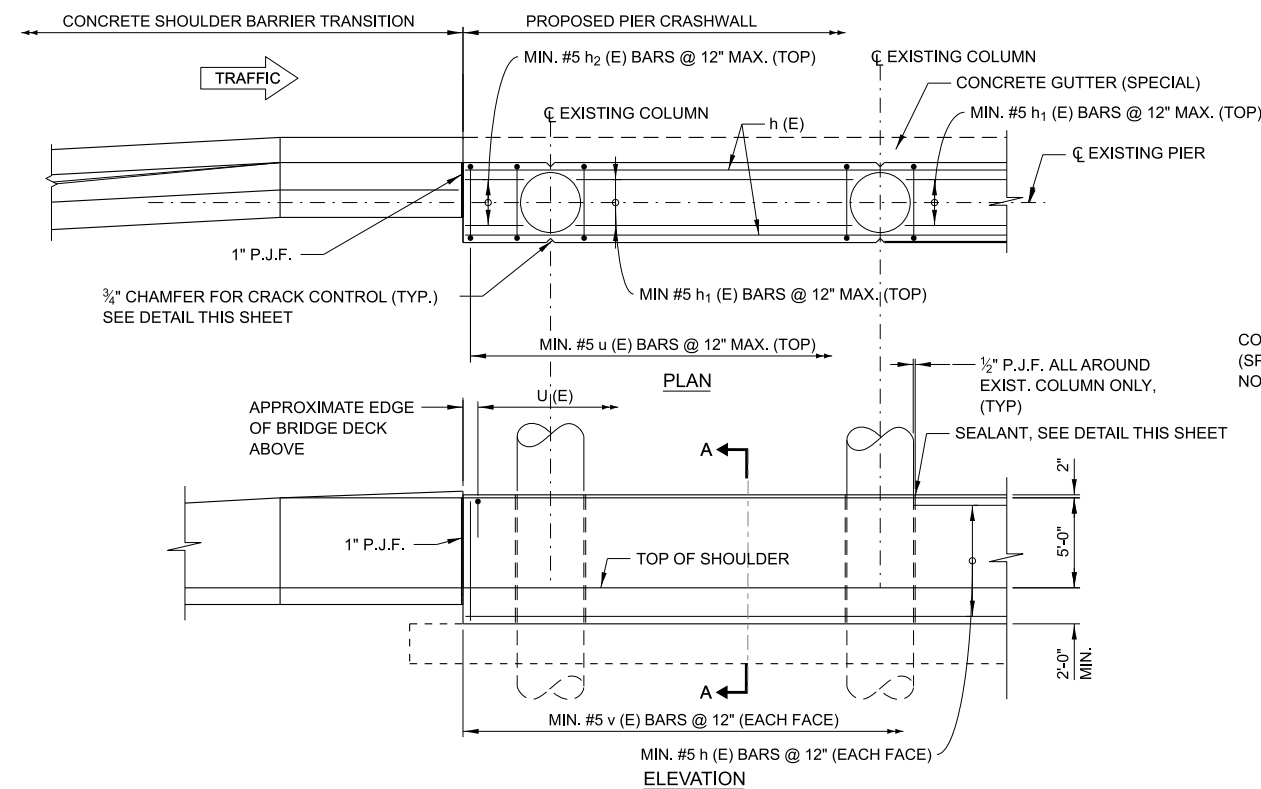 CONCRETE SHOULDER BARRIER TRANSITION
PROPOSED PIER CRASHWALL
MIN. #5 h₂ (E) BARS @ 12" MAX. (TOP)
℄ EXISTING COLUMN
TRAFFIC
CONCRETE GUTTER (SPECIAL)
℄ EXISTING COLUMN
h (E)
MIN. #5 h₁ (E) BARS @ 12" MAX. (TOP)
℄ EXISTING PIER
1" P.J.F.
¾" CHAMFER FOR CRACK CONTROL (TYP.)
SEE DETAIL THIS SHEET
MIN #5 h₁ (E) BARS @ 12" MAX. (TOP)
MIN. #5 u (E) BARS @ 12" MAX. (TOP)
PLAN
CO
(SP
NO
½" P.J.F. ALL AROUND
EXIST. COLUMN ONLY,
(TYP)
U (E)
APPROXIMATE EDGE
OF BRIDGE DECK
ABOVE
SEALANT, SEE DETAIL THIS SHEET
A
2"
1" P.J.F.
TOP OF SHOULDER
5'-0"
2'-0"
MIN.
A
MIN. #5 v (E) BARS @ 12" (EACH FACE)
MIN. #5 h (E) BARS @ 12" (EACH FACE)
ELEVATION